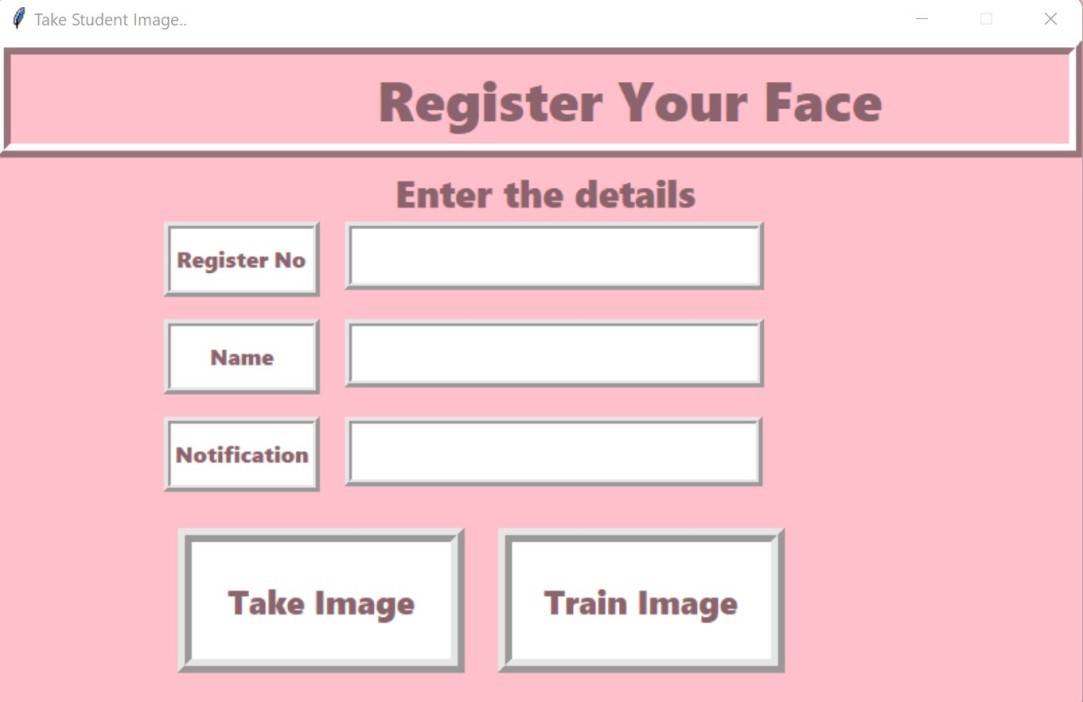 Take Student Image..
Register Your Face
Enter the details
Register No
Name
Notification
Take Image Train Image